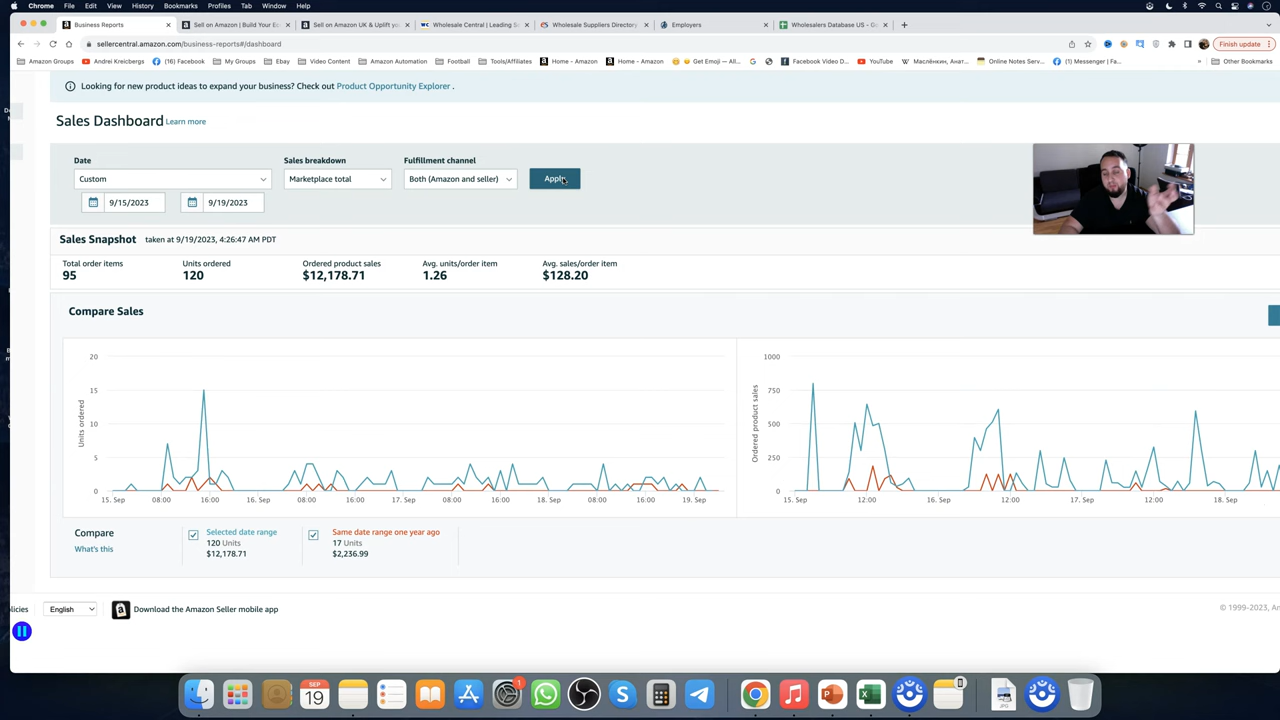 Chrome File Edit View History Bookmarks Profiles Tab Window Help
Business Reports
Sell on Amazon | Build Your Ec
Sell on Amazon UK & Uplift you
Wholesale Central | Leading So
Wholesale Suppliers Directory
Employers
Wholesalers Database US - Go
sellercentral.amazon.com/business-reports#/dashboard
Finish update
Amazon Groups
Andrei Kreicbergs
(16) Facebook
My Groups
Ebay
Video Content
Amazon Automation
Football
Tools/Affiliates
Home - Amazon
Home - Amazon
Get Emoji — All...
Facebook Video D...
YouTube
Маслёнкин, Анат...
Online Notes Serv...
(1) Messenger | Fa...
»
Other Bookmarks
Looking for new product ideas to expand your business? Check out Product Opportunity Explorer .
Sales Dashboard Learn more
Date
Sales breakdown
Fulfillment channel
Custom
Marketplace total
Both (Amazon and seller)
Apply
9/15/2023
9/19/2023
Sales Snapshot taken at 9/19/2023, 4:26:47 AM PDT
Total order items
Units ordered
Ordered product sales
Avg. units/order item
Avg. sales/order item
95
120
$12,178.71
1.26
$128.20
Compare Sales
Units ordered
20
15
10
5
0
15. Sep 08:00 16:00 16. Sep 08:00 16:00 17. Sep 08:00 16:00 18. Sep 08:00 16:00 19. Sep
Ordered product sales
1000
750
500
250
0
15. Sep 12:00 16. Sep 12:00 17. Sep 12:00 18. Sep
Compare
What's this
Selected date range
120 Units
$12,178.71
Same date range one year ago
17 Units
$2,236.99
olicies
English
Download the Amazon Seller mobile app
© 1999-2023, Am
SEP
19
1
JPG